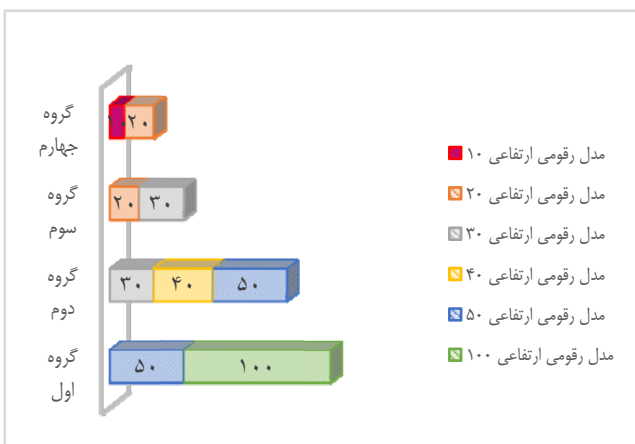 گروه
چهارم
۱۰
۲۰
گروه
سوم
۲۰
۳۰
گروه
دوم
۳۰
۴۰
۵۰
گروه
اول
۵۰
۱۰۰
مدل رقومی ارتفاعی ۱۰
مدل رقومی ارتفاعی ۲۰
مدل رقومی ارتفاعی ۳۰
مدل رقومی ارتفاعی ۴۰
مدل رقومی ارتفاعی ۵۰
مدل رقومی ارتفاعی ۱۰۰